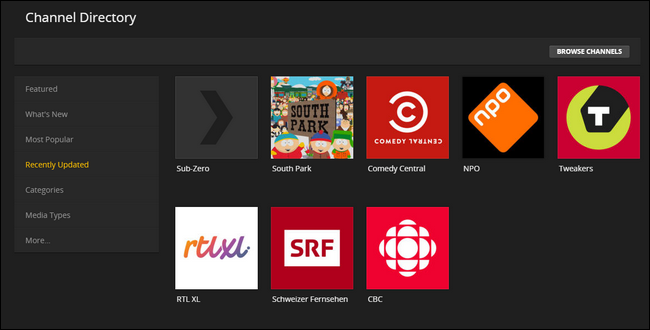 Channel Directory
BROWSE CHANNELS
Featured
What's New
Most Popular
Recently Updated
Categories
Media Types
More...
SOUTH PARK
COMEDY CENTRAL
npo
T
Sub-Zero
South Park
Comedy Central
NPO
Tweakers
rtlxl
SRF
RTL XL
Schweizer Fernsehen
CBC